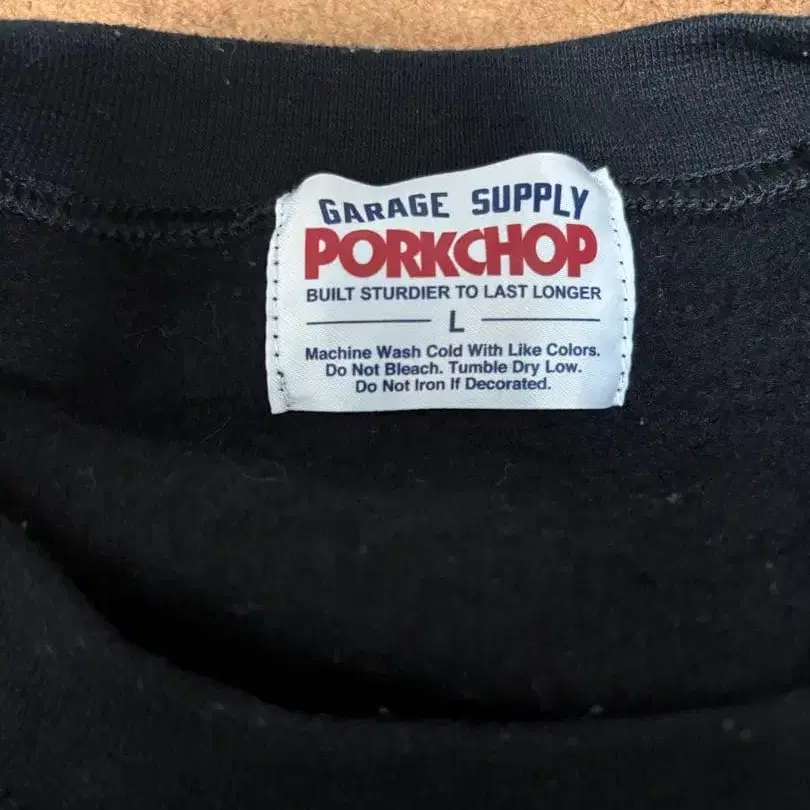 GARAGE SUPPLY
PORKCHOP
BUILT STURDIER TO LAST LONGER
L
Machine Wash Cold With Like Colors.
Do Not Bleach. Tumble Dry Low.
Do Not Iron If Decorated.